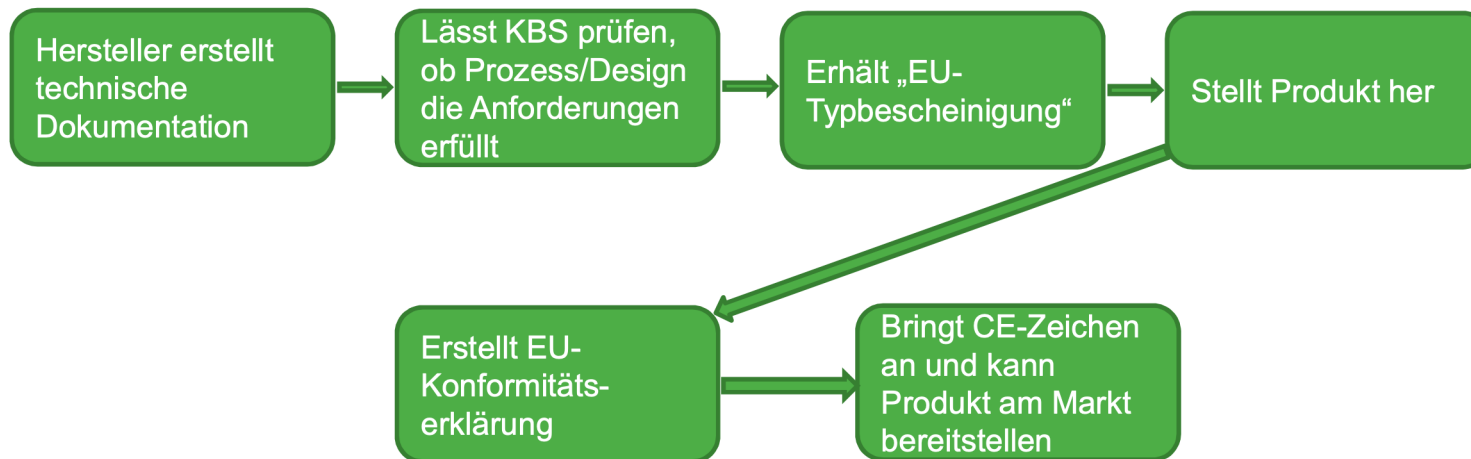 Hersteller erstellt
technische
Dokumentation
Lässt KBS prüfen,
ob Prozess/Design
die Anforderungen
erfüllt
Erhält „EU-
Typbescheinigung“
Stellt Produkt her
Erstellt EU-
Konformitäts-
erklärung
Bringt CE-Zeichen
an und kann
Produkt am Markt
bereitstellen